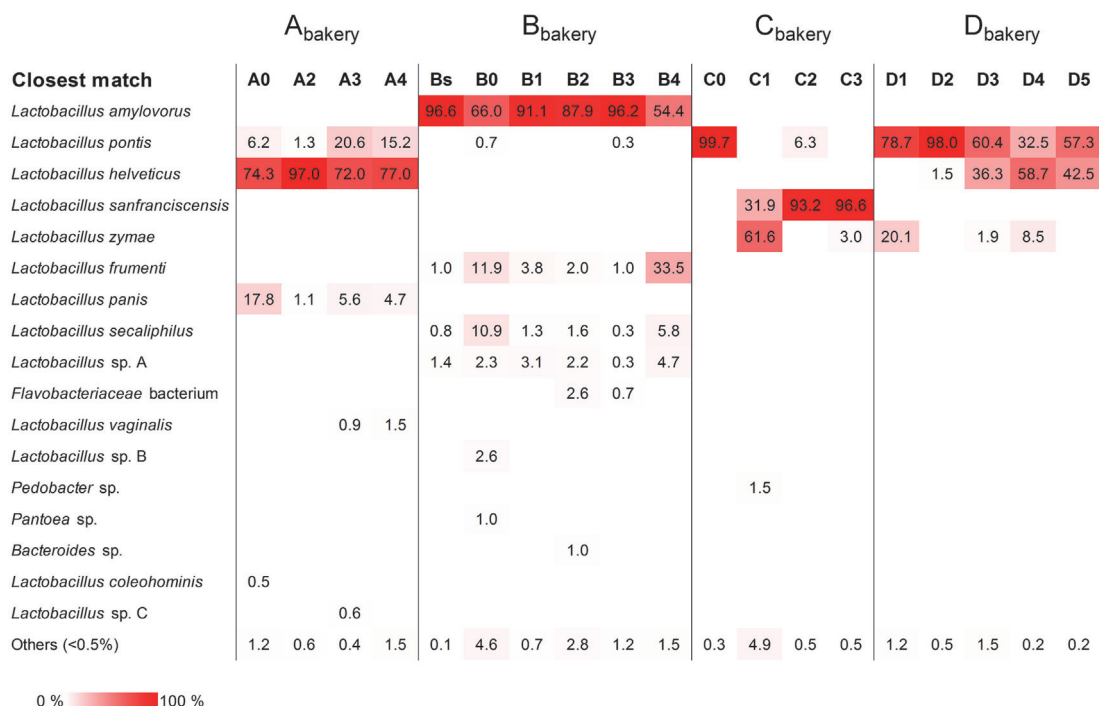 A bakery B bakery C bakery D bakery
Closest match A0 A2 A3 A4 Bs B0 B1 B2 B3 B4 C0 C1 C2 C3 D1 D2 D3 D4 D5
Lactobacillus amylovorus 96.6 66.0 91.1 87.9 96.2 54.4
Lactobacillus pontis 6.2 1.3 20.6 15.2 0.7 0.3 99.7 6.3 78.7 98.0 60.4 32.5 57.3
Lactobacillus helveticus 74.3 97.0 72.0 77.0 1.5 36.3 58.7 42.5
Lactobacillus sanfranciscensis 31.9 93.2 96.6
Lactobacillus zymae 61.6 3.0 20.1 1.9 8.5
Lactobacillus frumenti 1.0 11.9 3.8 2.0 1.0 33.5
Lactobacillus panis 17.8 1.1 5.6 4.7
Lactobacillus secaliphilus 0.8 10.9 1.3 1.6 0.3 5.8
Lactobacillus sp. A 1.4 2.3 3.1 2.2 0.3 4.7
Flavobacteriaceae bacterium 2.6 0.7
Lactobacillus vaginalis 0.9 1.5
Lactobacillus sp. B 2.6
Pedobacter sp. 1.5
Pantoea sp. 1.0
Bacteroides sp. 1.0
Lactobacillus coleohominis 0.5
Lactobacillus sp. C 0.6
Others (<0.5%) 1.2 0.6 0.4 1.5 0.1 4.6 0.7 2.8 1.2 1.5 0.3 4.9 0.5 0.5 1.2 0.5 1.5 0.2 0.2
0 % 100 %